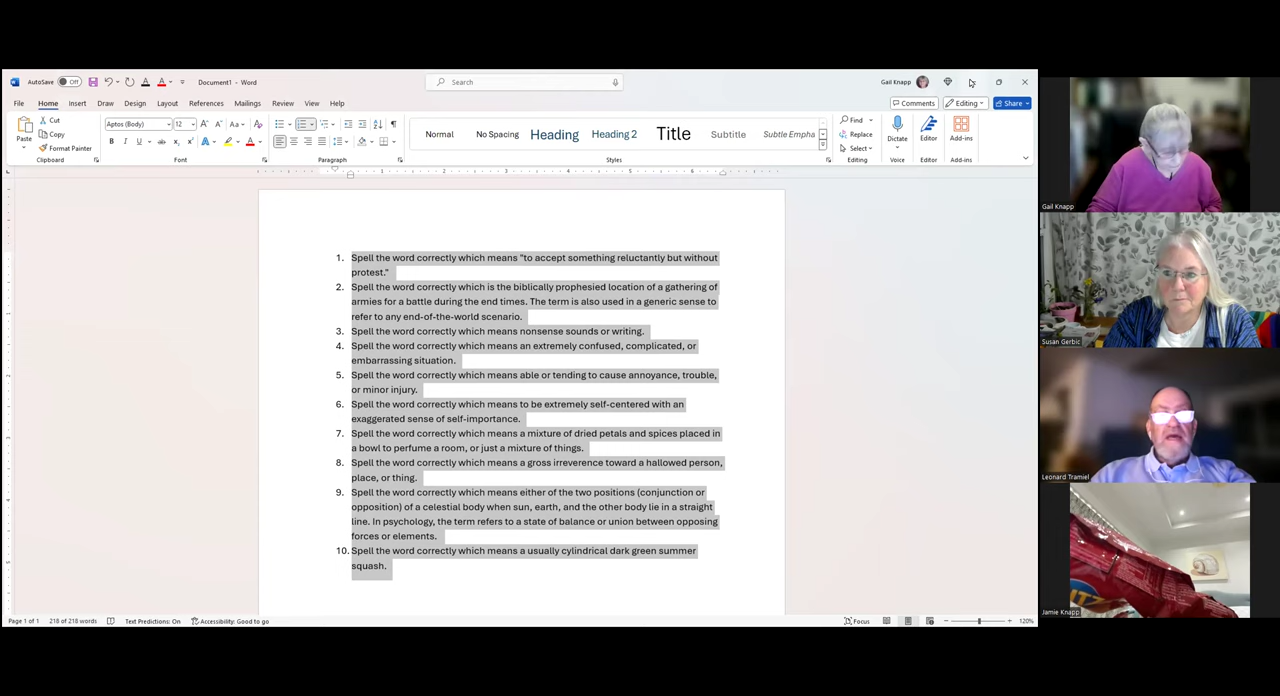 AutoSave Off Document1 - Word Search Gail Knapp
File Home Insert Draw Design Layout References Mailings Review View Help Comments Editing Share
Paste Cut Copy Format Painter Aptos (Body) 12 Normal No Spacing Heading Heading 2 Title Subtitle Subtle Empha Find Replace Select Dictate Editor Add-ins
Clipboard Font Paragraph Styles Editing Voice Editor Add-ins
1. Spell the word correctly which means "to accept something reluctantly but without
protest."
2. Spell the word correctly which is the biblically prophesied location of a gathering of
armies for a battle during the end times. The term is also used in a generic sense to
refer to any end-of-the-world scenario.
3. Spell the word correctly which means nonsense sounds or writing.
4. Spell the word correctly which means an extremely confused, complicated, or
embarrassing situation.
5. Spell the word correctly which means able or tending to cause annoyance, trouble,
or minor injury.
6. Spell the word correctly which means to be extremely self-centered with an
exaggerated sense of self-importance.
7. Spell the word correctly which means a mixture of dried petals and spices placed in
a bowl to perfume a room, or just a mixture of things.
8. Spell the word correctly which means a gross irreverence toward a hallowed person,
place, or thing.
9. Spell the word correctly which means either of the two positions (conjunction or
opposition) of a celestial body when sun, earth, and the other body lie in a straight
line. In psychology, the term refers to a state of balance or union between opposing
forces or elements.
10. Spell the word correctly which means a usually cylindrical dark green summer
squash.
Page 1 of 1 218 of 218 words Text Predictions: On Accessibility: Good to go Focus 120%
Gail Knapp
Susan Gerbic
Leonard Tramiel
Jamie Knapp